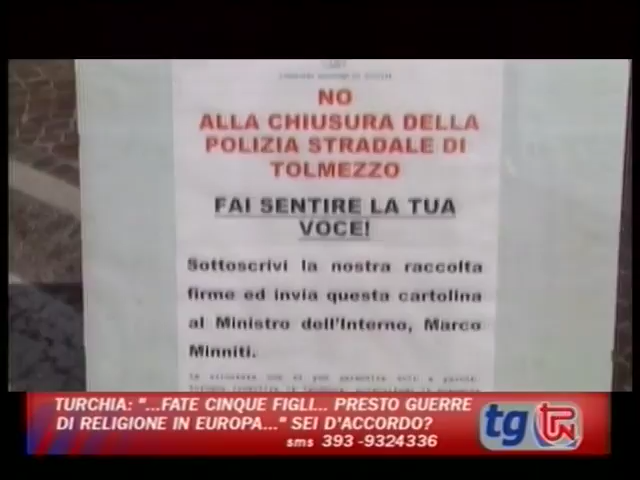 NO
ALLA CHIUSURA DELLA
POLIZIA STRADALE DI
TOLMEZZO
FAI SENTIRE LA TUA
VOCE!
Sottoscrivi la nostra raccolta
firme ed invia questa cartolina
al Ministro dell'Interno, Marco
Minniti.
TURCHIA: "...FATE CINQUE FIGLI... PRESTO GUERRE
DI RELIGIONE IN EUROPA..." SEI D'ACCORDO?
sms 393 -9324336
tg TPN